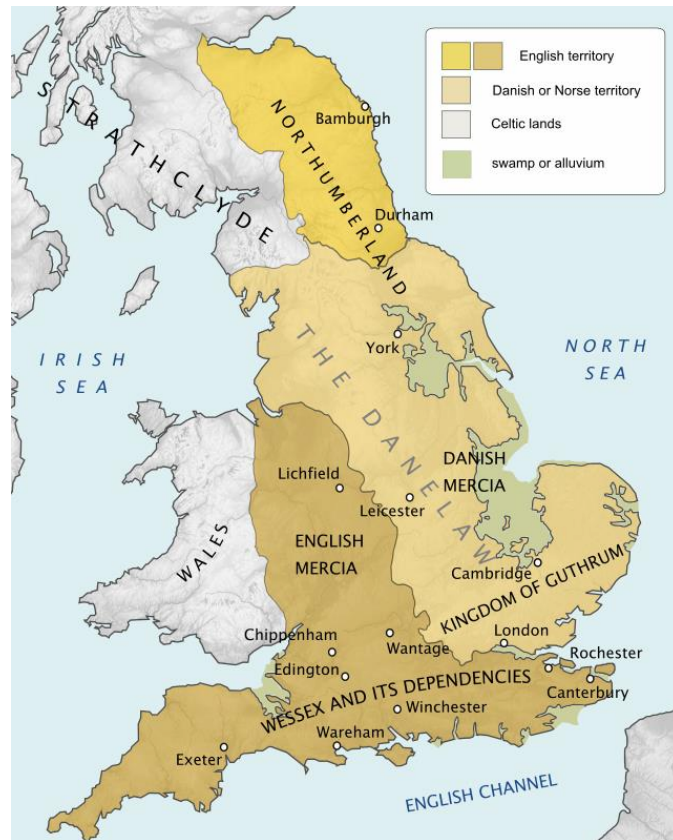 English territory
Danish or Norse territory
Celtic lands
swamp or alluvium
STRATHCLYDE
NORTHUMBERLAND
Bamburgh
Durham
IRISH
SEA
York
NORTH
SEA
THE DANELAW
Lichfield
DANISH
MERCIA
Leicester
WALES
ENGLISH
MERCIA
Cambridge
KINGDOM OF GUTHRUM
Chippenham
Wantage
London
Edington
Rochester
WESSEX AND ITS DEPENDENCIES
Canterbury
Winchester
Exeter
Wareham
ENGLISH CHANNEL